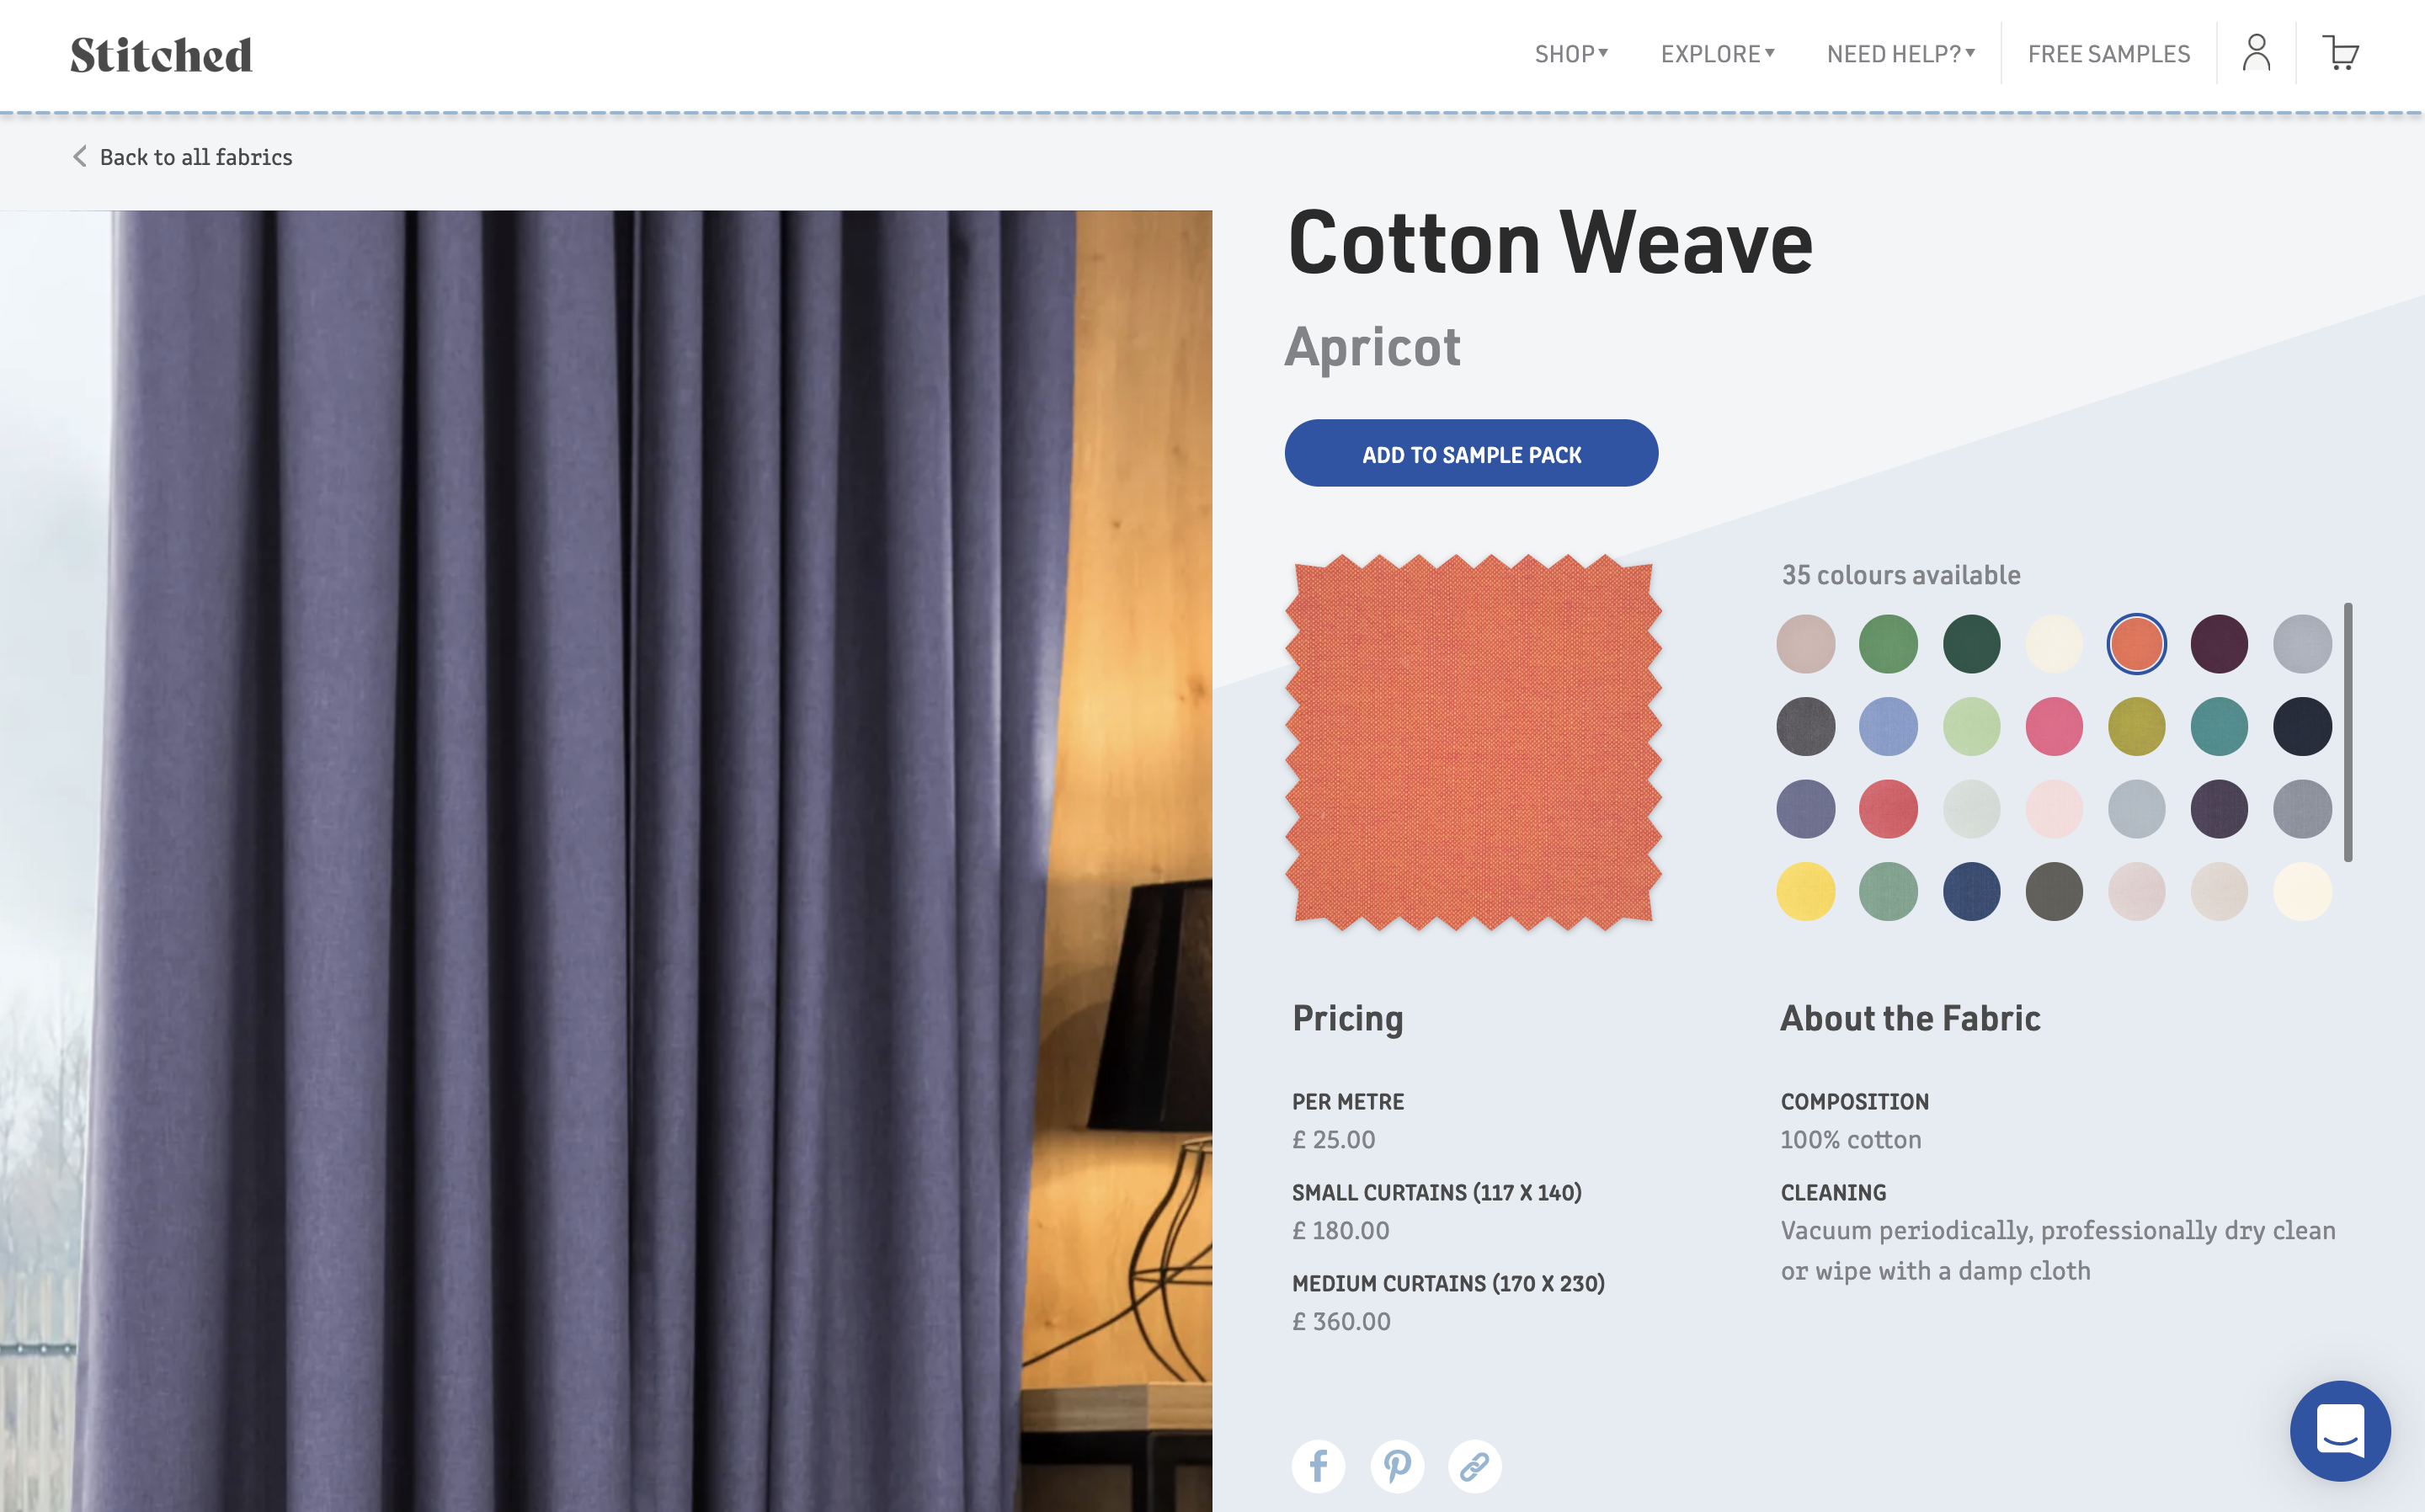 Stitched
SHOP▾
EXPLORE▾
NEED HELP?▾
FREE SAMPLES
Back to all fabrics
Cotton Weave
Apricot
ADD TO SAMPLE PACK
35 colours available
Pricing
PER METRE
£ 25.00
SMALL CURTAINS (117 X 140)
£ 180.00
MEDIUM CURTAINS (170 X 230)
£ 360.00
About the Fabric
COMPOSITION
100% cotton
CLEANING
Vacuum periodically, professionally dry clean
or wipe with a damp cloth